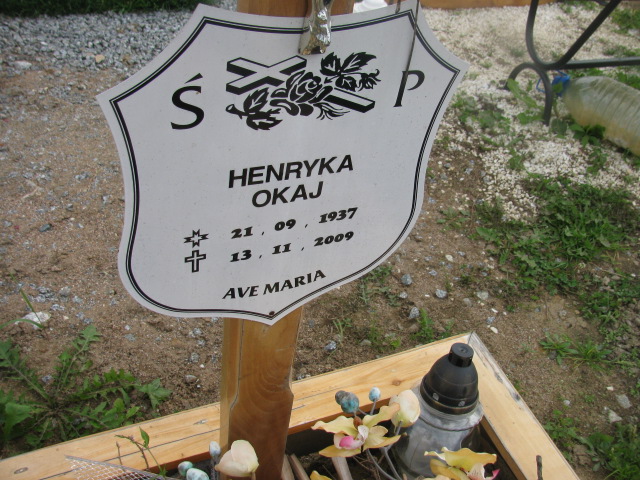 Ś P
HENRYKA
OKAJ
21 . 09 . 1937
13 . 11 . 2009
AVE MARIA